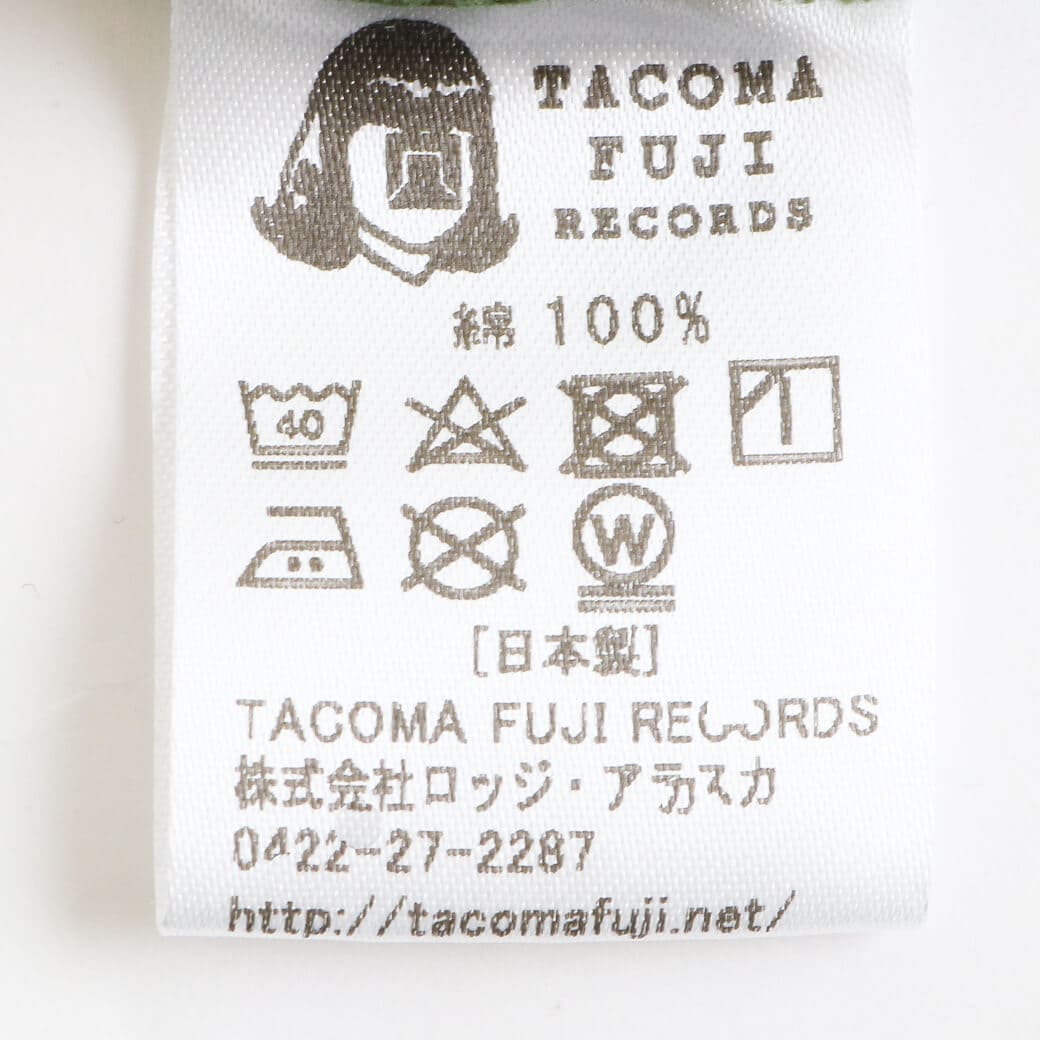 TACOMA
FUJI
RECORDS
綿 100%
40
W
[日本製]
TACOMA FUJI RECORDS
株式会社ロッジ・アラスカ
0422-27-2287
http://tacomafuji.net/